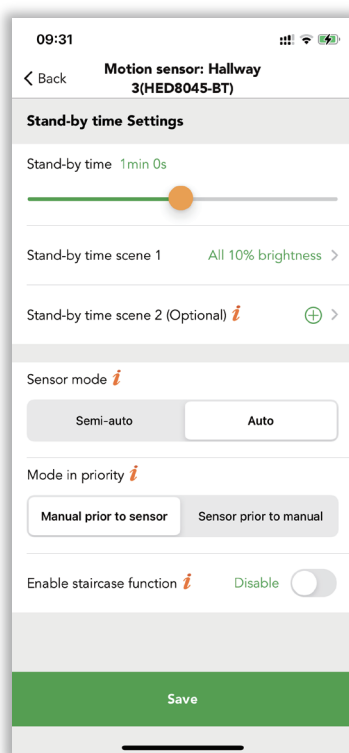 09:31
Back
Motion sensor: Hallway
3(HED8045-BT)
Stand-by time Settings
Stand-by time 1min 0s
Stand-by time scene 1 All 10% brightness
Stand-by time scene 2 (Optional) i
Sensor mode i
Semi-auto Auto
Mode in priority i
Manual prior to sensor Sensor prior to manual
Enable staircase function i Disable
Save